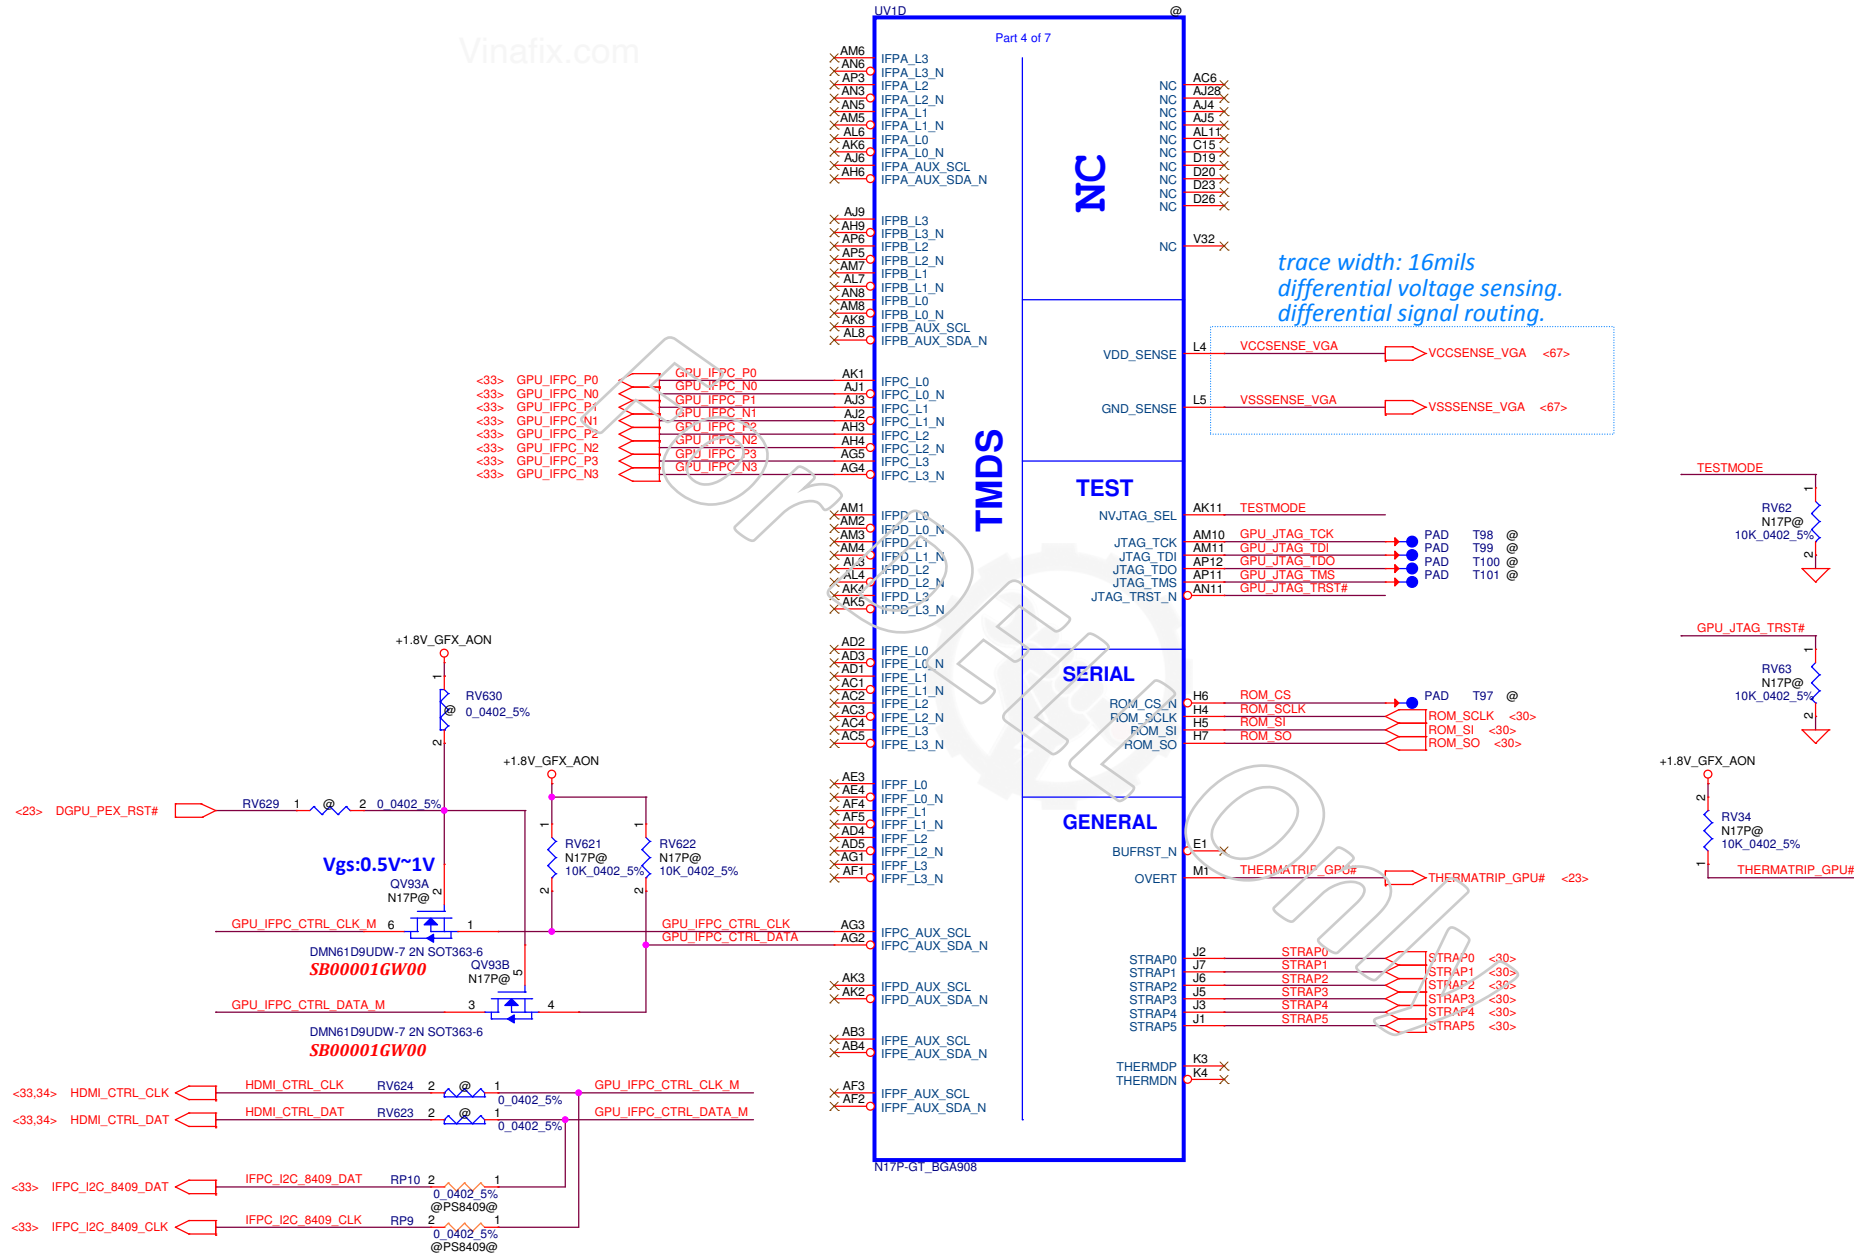 Vinafix.com
UV1D
@
Part 4 of 7
AM6 IFPA_L3
AN6 IFPA_L3_N
AP3 IFPA_L2
AN3 IFPA_L2_N
AN5 IFPA_L1
AM5 IFPA_L1_N
AL6 IFPA_L0
AK6 IFPA_L0_N
AJ6 IFPA_AUX_SCL
AH6 IFPA_AUX_SDA_N
AJ9 IFPB_L3
AH9 IFPB_L3_N
AP6 IFPB_L2
AP5 IFPB_L2_N
AM7 IFPB_L1
AL7 IFPB_L1_N
AN8 IFPB_L0
AM8 IFPB_L0_N
AK8 IFPB_AUX_SCL
AL8 IFPB_AUX_SDA_N
<33> GPU_IFPC_P0 GPU_IFPC_P0 AK1 IFPC_L0
<33> GPU_IFPC_N0 GPU_IFPC_N0 AJ1 IFPC_L0_N
<33> GPU_IFPC_P1 GPU_IFPC_P1 AJ3 IFPC_L1
<33> GPU_IFPC_N1 GPU_IFPC_N1 AJ2 IFPC_L1_N
<33> GPU_IFPC_P2 GPU_IFPC_P2 AH3 IFPC_L2
<33> GPU_IFPC_N2 GPU_IFPC_N2 AH4 IFPC_L2_N
<33> GPU_IFPC_P3 GPU_IFPC_P3 AG5 IFPC_L3
<33> GPU_IFPC_N3 GPU_IFPC_N3 AG4 IFPC_L3_N
AM1 IFPD_L0
AM2 IFPD_L0_N
AM3 IFPD_L1
AM4 IFPD_L1_N
AL3 IFPD_L2
AL4 IFPD_L2_N
AK4 IFPD_L3
AK5 IFPD_L3_N
AD2 IFPE_L0
AD3 IFPE_L0_N
AD1 IFPE_L1
AC1 IFPE_L1_N
AC2 IFPE_L2
AC3 IFPE_L2_N
AC4 IFPE_L3
AC5 IFPE_L3_N
AE3 IFPF_L0
AE4 IFPF_L0_N
AF4 IFPF_L1
AF5 IFPF_L1_N
AD4 IFPF_L2
AD5 IFPF_L2_N
AG1 IFPF_L3
AF1 IFPF_L3_N
GPU_IFPC_CTRL_CLK AG3 IFPC_AUX_SCL
GPU_IFPC_CTRL_DATA AG2 IFPC_AUX_SDA_N
AK3 IFPD_AUX_SCL
AK2 IFPD_AUX_SDA_N
AB3 IFPE_AUX_SCL
AB4 IFPE_AUX_SDA_N
AF3 IFPF_AUX_SCL
AF2 IFPF_AUX_SDA_N
TMDS
N17P-GT_BGA908
NC
NC AC6
NC AJ28
NC AJ4
NC AJ5
NC AL11
NC C15
NC D19
NC D20
NC D23
NC D26
NC V32
trace width: 16mils
differential voltage sensing.
differential signal routing.
VDD_SENSE L4 VCCSENSE_VGA VCCSENSE_VGA <67>
GND_SENSE L5 VSSSENSE_VGA VSSSENSE_VGA <67>
TEST
NVJTAG_SEL AK11 TESTMODE
JTAG_TCK AM10 GPU_JTAG_TCK PAD T98 @
JTAG_TDI AM11 GPU_JTAG_TDI PAD T99 @
JTAG_TDO AP12 GPU_JTAG_TDO PAD T100 @
JTAG_TMS AP11 GPU_JTAG_TMS PAD T101 @
JTAG_TRST_N AN11 GPU_JTAG_TRST#
SERIAL
ROM_CS_N H6 ROM_CS PAD T97 @
ROM_SCLK H4 ROM_SCLK ROM_SCLK <30>
ROM_SI H5 ROM_SI ROM_SI <30>
ROM_SO H7 ROM_SO ROM_SO <30>
GENERAL
BUFRST_N E1
OVERT M1 THERMATRIP_GPU# THERMATRIP_GPU# <23>
STRAP0 J2 STRAP0 STRAP0 <30>
STRAP1 J7 STRAP1 STRAP1 <30>
STRAP2 J6 STRAP2 STRAP2 <30>
STRAP3 J5 STRAP3 STRAP3 <30>
STRAP4 J3 STRAP4 STRAP4 <30>
STRAP5 J1 STRAP5 STRAP5 <30>
THERMDP K3
THERMDN K4
TESTMODE
1
RV62
N17P@
10K_0402_5%
2
GPU_JTAG_TRST#
1
RV63
N17P@
10K_0402_5%
2
+1.8V_GFX_AON
2
RV34
N17P@
10K_0402_5%
1
THERMATRIP_GPU#
+1.8V_GFX_AON
1
RV630
@ 0_0402_5%
2
+1.8V_GFX_AON
<23> DGPU_PEX_RST# RV629 1 @ 2 0_0402_5%
1 1
RV621 RV622
N17P@ N17P@
10K_0402_5% 10K_0402_5%
2 2
Vgs:0.5V~1V
QV93A
N17P@
2
GPU_IFPC_CTRL_CLK_M 6 1
DMN61D9UDW-7 2N SOT363-6
SB00001GW00
QV93B
N17P@
5
GPU_IFPC_CTRL_DATA_M 3 4
DMN61D9UDW-7 2N SOT363-6
SB00001GW00
<33,34> HDMI_CTRL_CLK HDMI_CTRL_CLK RV624 2 @ 1 GPU_IFPC_CTRL_CLK_M
0_0402_5%
<33,34> HDMI_CTRL_DAT HDMI_CTRL_DAT RV623 2 @ 1 GPU_IFPC_CTRL_DATA_M
0_0402_5%
<33> IFPC_I2C_8409_DAT IFPC_I2C_8409_DAT RP10 2 1
0_0402_5%
@PS8409@
<33> IFPC_I2C_8409_CLK IFPC_I2C_8409_CLK RP9 2 1
0_0402_5%
@PS8409@
For DELL Only